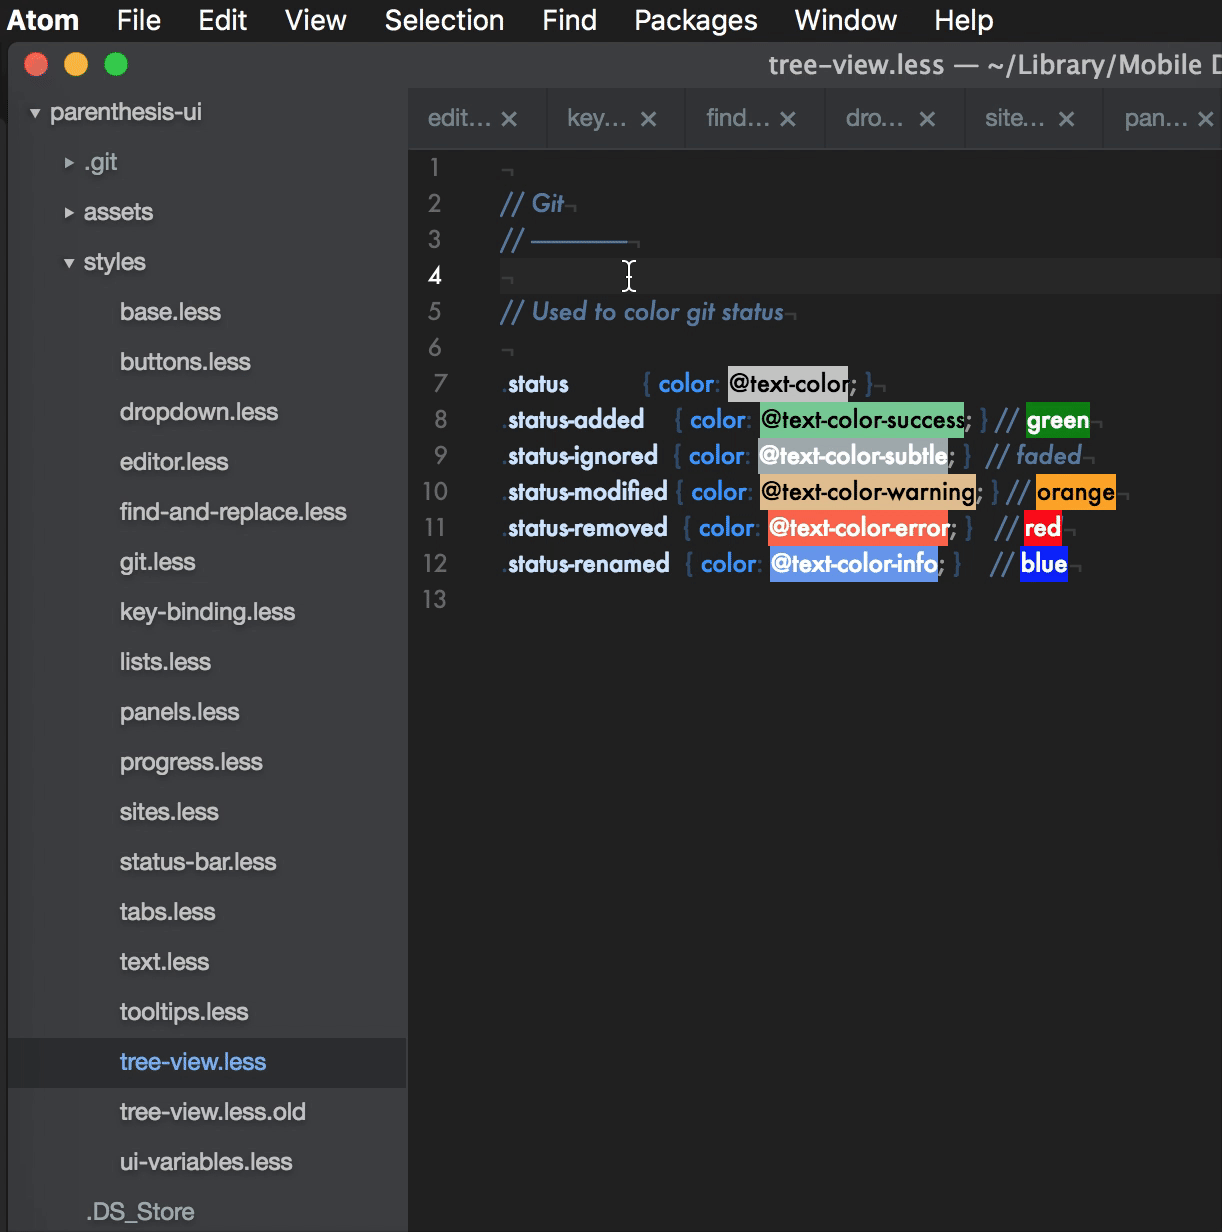 Atom File Edit View Selection Find Packages Window Help
tree-view.less — ~/Library/Mobile D
parenthesis-ui
.git
assets
styles
base.less
buttons.less
dropdown.less
editor.less
find-and-replace.less
git.less
key-binding.less
lists.less
panels.less
progress.less
sites.less
status-bar.less
tabs.less
text.less
tooltips.less
tree-view.less
tree-view.less.old
ui-variables.less
.DS_Store
edit... × key... × find... × dro... × site... × pan... ×
1 ¬
2 // Git¬
3 // ————¬
4 ¬
5 // Used to color git status¬
6 ¬
7 .status { color: @text-color; }¬
8 .status-added { color: @text-color-success; } // green¬
9 .status-ignored { color: @text-color-subtle; } // faded¬
10 .status-modified { color: @text-color-warning; } // orange¬
11 .status-removed { color: @text-color-error; } // red¬
12 .status-renamed { color: @text-color-info; } // blue¬
13